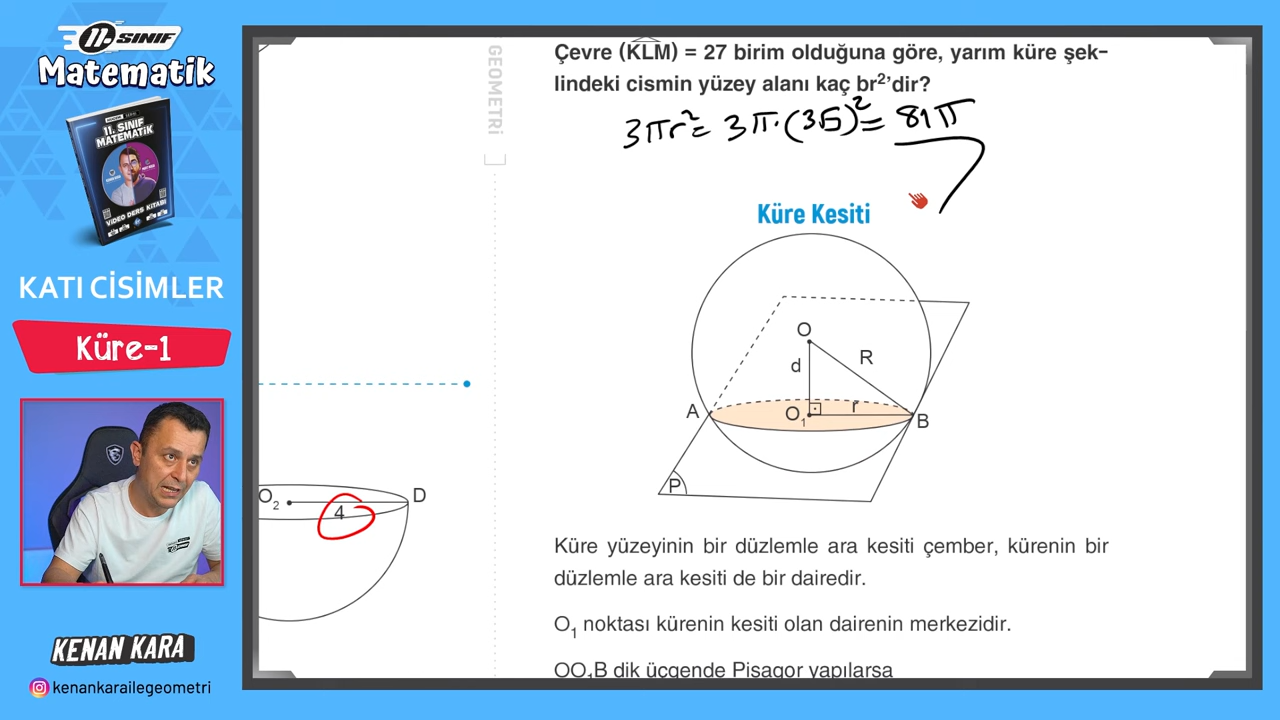 11. SINIF
Matematik
11. SINIF
MATEMATİK
VİDEO DERS KİTABI
KATI CİSİMLER
Küre-1
KENAN KARA
kenankarailegeometri
GEOMETRİ
O₂
4
D
Çevre (KLM) = 27 birim olduğuna göre, yarım küre şek-
lindeki cismin yüzey alanı kaç br²'dir?
3πr² = 3π.(3√3)² = 81π
Küre Kesiti
O
d
R
A
O₁
r
B
P
Küre yüzeyinin bir düzlemle ara kesiti çember, kürenin bir
düzlemle ara kesiti de bir dairedir.
O₁ noktası kürenin kesiti olan dairenin merkezidir.
OO₁B dik üçgende Pisagor yapılarsa